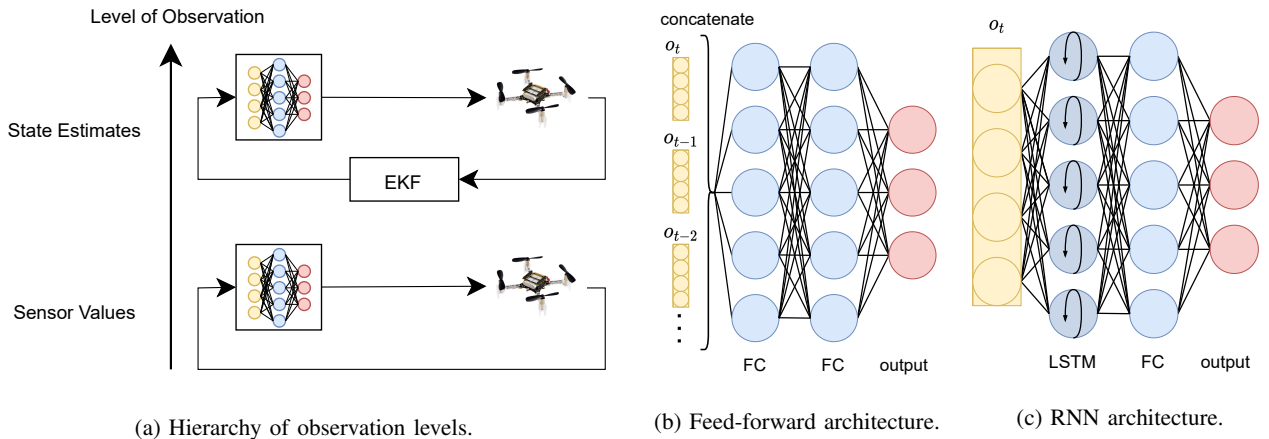 Level of Observation
State Estimates
EKF
Sensor Values
(a) Hierarchy of observation levels.
concatenate
o_t
o_{t-1}
o_{t-2}
FC
FC
output
(b) Feed-forward architecture.
o_t
LSTM
FC
output
(c) RNN architecture.